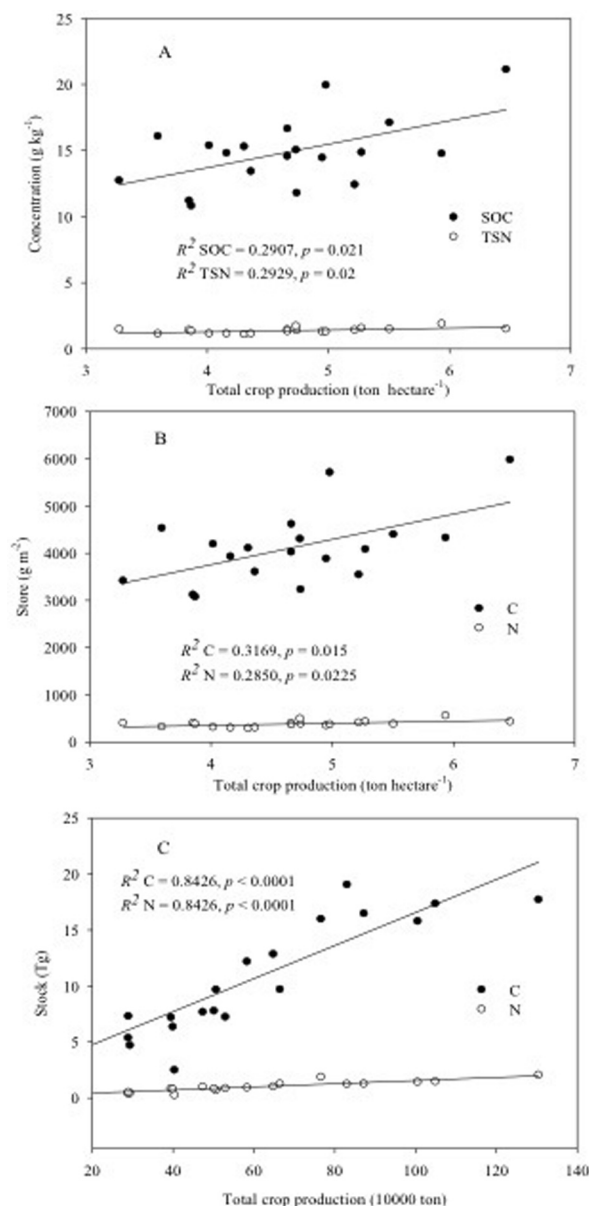 A
25
20
15
10
5
0
Concentration (g kg⁻¹)
SOC
TSN
R² SOC = 0.2907, p = 0.021
R² TSN = 0.2929, p = 0.02
3 4 5 6 7
Total crop production (ton hectare⁻¹)
B
7000
6000
5000
4000
3000
2000
1000
0
Store (g m⁻²)
C
N
R² C = 0.3169, p = 0.015
R² N = 0.2850, p = 0.0225
3 4 5 6 7
Total crop production (ton hectare⁻¹)
C
25
20
15
10
5
0
Stock (Tg)
R² C = 0.8426, p < 0.0001
R² N = 0.8426, p < 0.0001
C
N
20 40 60 80 100 120 140
Total crop production (10000 ton)